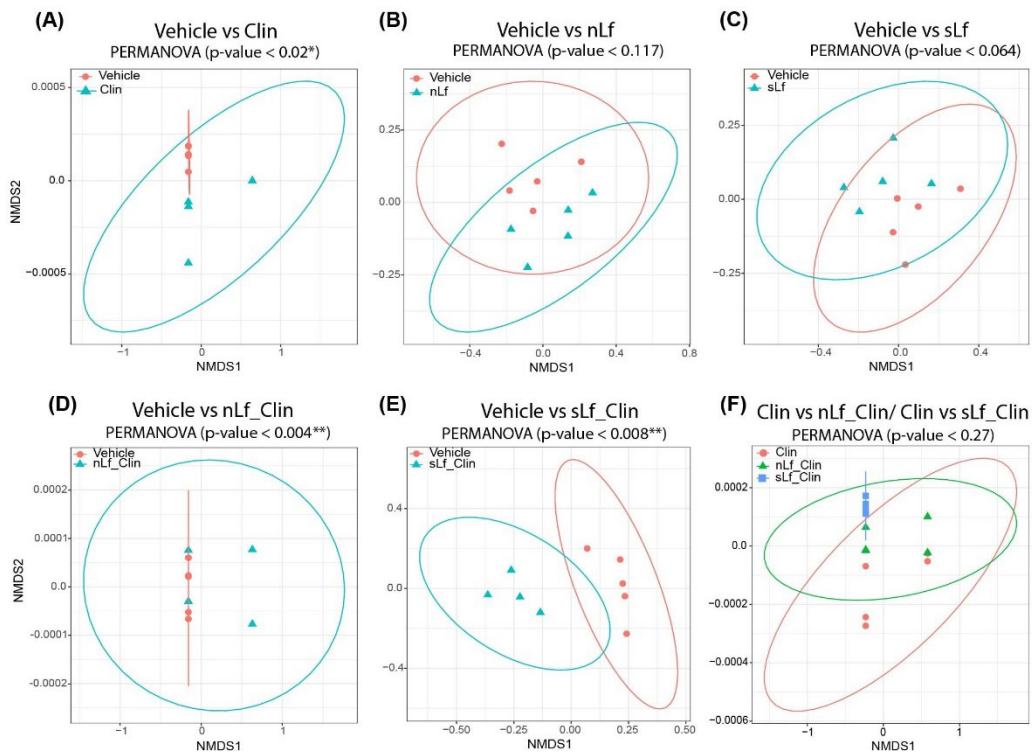 (A)
Vehicle vs Clin
PERMANOVA (p-value < 0.02*)
Vehicle
Clin
0.0005
0.0
−0.0005
NMDS2
−1
0
1
NMDS1
(B)
Vehicle vs nLf
PERMANOVA (p-value < 0.117)
Vehicle
nLf
0.25
0.00
−0.25
−0.4
0.0
0.4
0.8
NMDS1
(C)
Vehicle vs sLf
PERMANOVA (p-value < 0.064)
Vehicle
sLf
0.25
0.00
−0.25
−0.4
0.0
0.4
NMDS1
(D)
Vehicle vs nLf_Clin
PERMANOVA (p-value < 0.004**)
Vehicle
nLf_Clin
0.0002
0.0001
0.0
−0.0001
−0.0002
NMDS2
−1
0
1
NMDS1
(E)
Vehicle vs sLf_Clin
PERMANOVA (p-value < 0.008**)
Vehicle
sLf_Clin
0.4
0.0
−0.4
−0.50
−0.25
0.00
0.25
0.50
NMDS1
(F)
Clin vs nLf_Clin/ Clin vs sLf_Clin
PERMANOVA (p-value < 0.27)
Clin
nLf_Clin
sLf_Clin
0.0002
0.0
−0.0002
−0.0004
−0.0006
−1
0
1
NMDS1